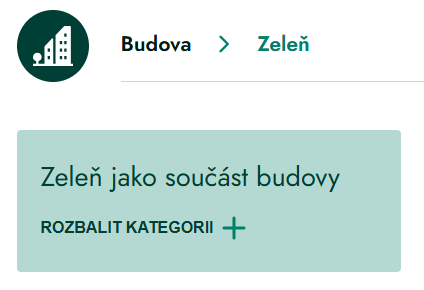 Budova > Zeleň
Zeleň jako součást budovy
ROZBALIT KATEGORII +